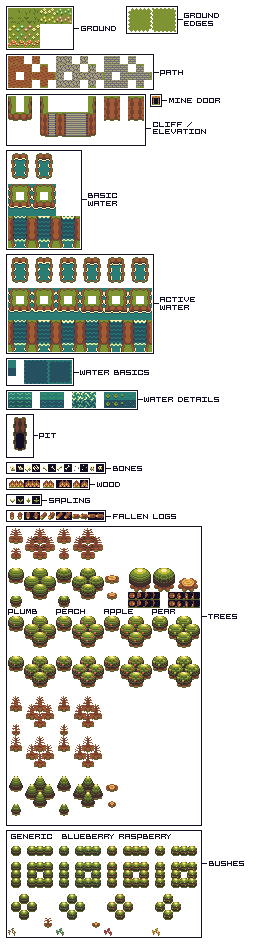 GROUND
GROUND
EDGES
PATH
MINE DOOR
CLIFF /
ELEVATION
BASIC
WATER
ACTIVE
WATER
WATER BASICS
WATER DETAILS
PIT
BONES
WOOD
SAPLING
FALLEN LOGS
PLUMB PEACH APPLE PEAR
TREES
GENERIC BLUEBERRY RASPBERRY
BUSHES